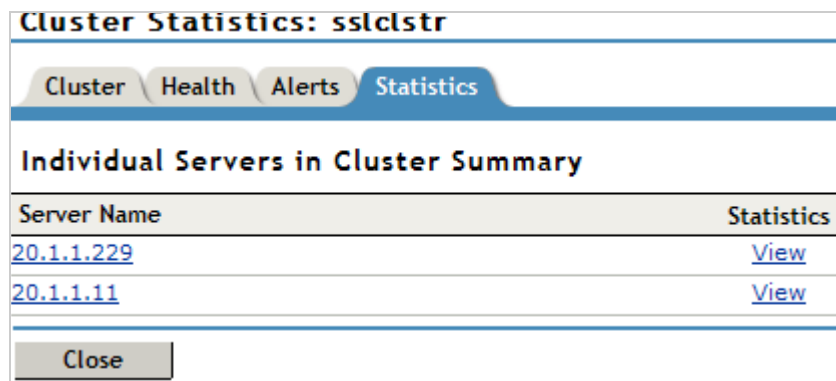 Cluster Statistics: sslclstr
Cluster Health Alerts Statistics
Individual Servers in Cluster Summary
Server Name Statistics
20.1.1.229 View
20.1.1.11 View
Close